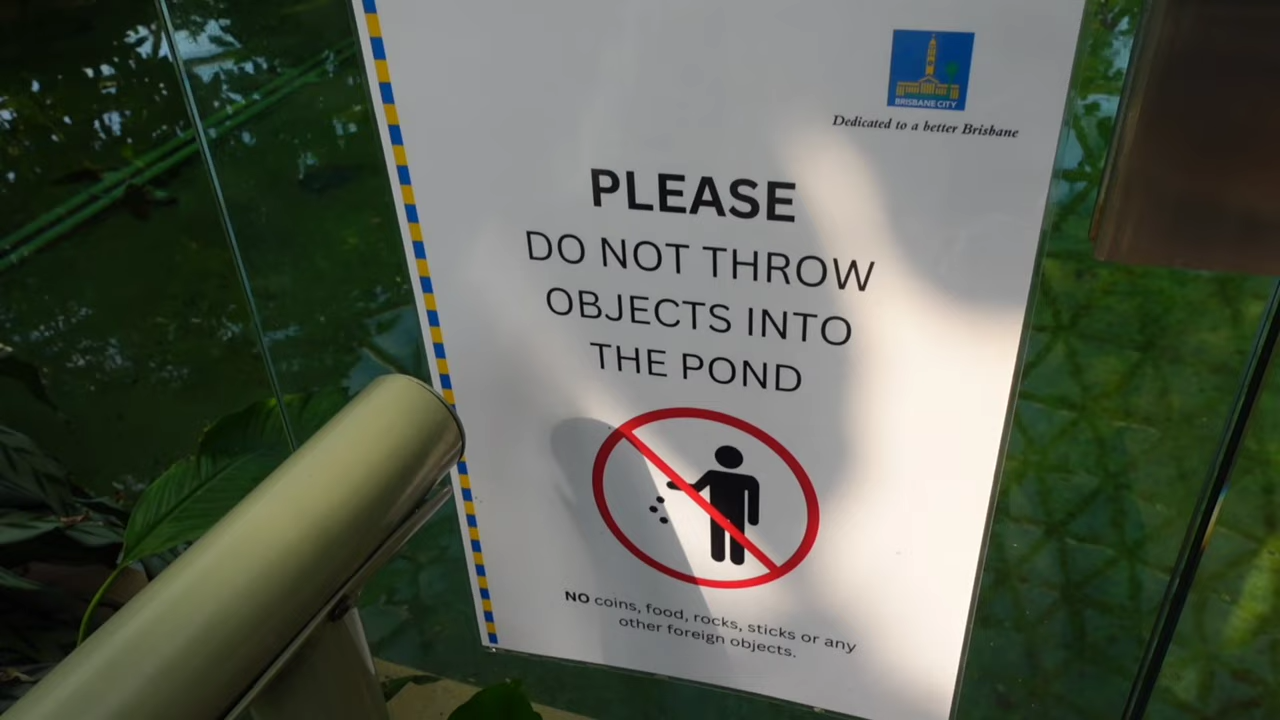 BRISBANE CITY
Dedicated to a better Brisbane
PLEASE
DO NOT THROW
OBJECTS INTO
THE POND
NO coins, food, rocks, sticks or any
other foreign objects.